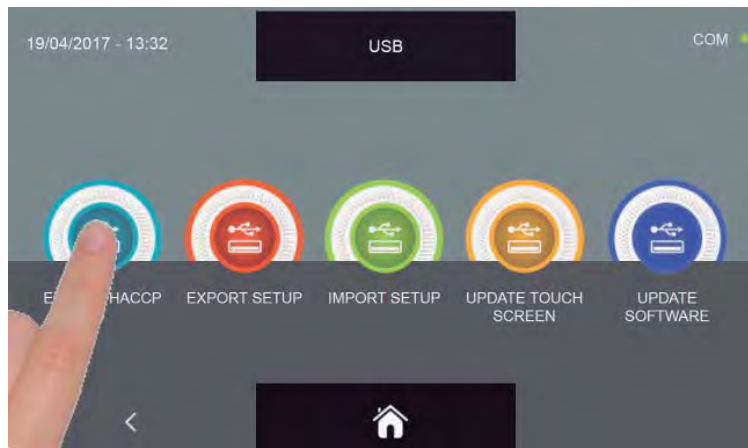 19/04/2017 - 13:32
USB
COM
HACCP
EXPORT SETUP
IMPORT SETUP
UPDATE TOUCH
SCREEN
UPDATE
SOFTWARE